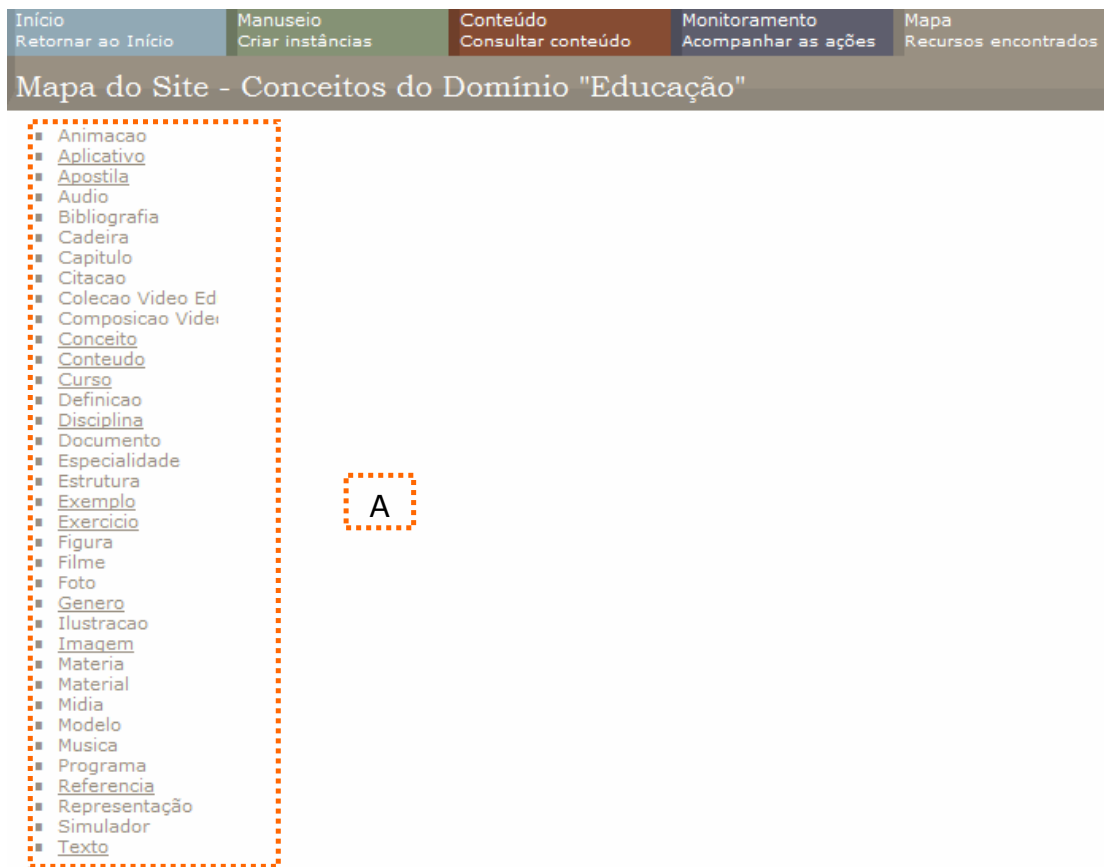 Início
Retornar ao Início
Manuseio
Criar instâncias
Conteúdo
Consultar conteúdo
Monitoramento
Acompanhar as ações
Mapa
Recursos encontrados
Mapa do Site - Conceitos do Domínio "Educação"
Animacao
Aplicativo
Apostila
Audio
Bibliografia
Cadeira
Capitulo
Citacao
Colecao Video Ed
Composicao Vide
Conceito
Conteudo
Curso
Definicao
Disciplina
Documento
Especialidade
Estrutura
Exemplo
A
Exercicio
Figura
Filme
Foto
Genero
Ilustracao
Imagem
Materia
Material
Midia
Modelo
Musica
Programa
Referencia
Representação
Simulador
Texto